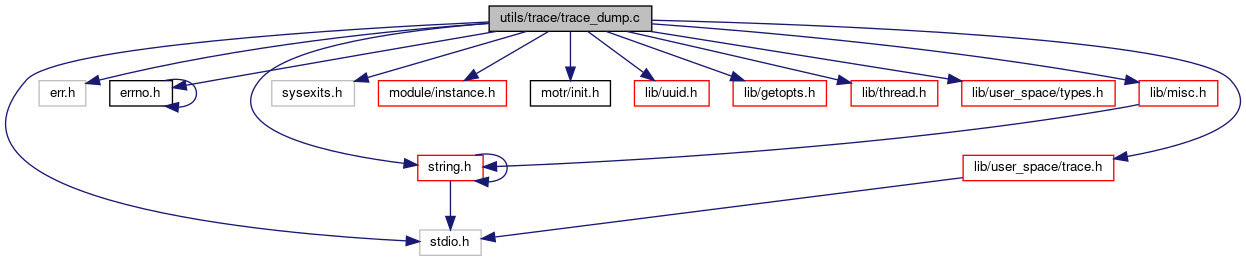 utils/trace/trace_dump.c
err.h
errno.h
sysexits.h
module/instance.h
motr/init.h
lib/uuid.h
lib/getopts.h
lib/thread.h
lib/user_space/types.h
lib/misc.h
string.h
lib/user_space/trace.h
stdio.h